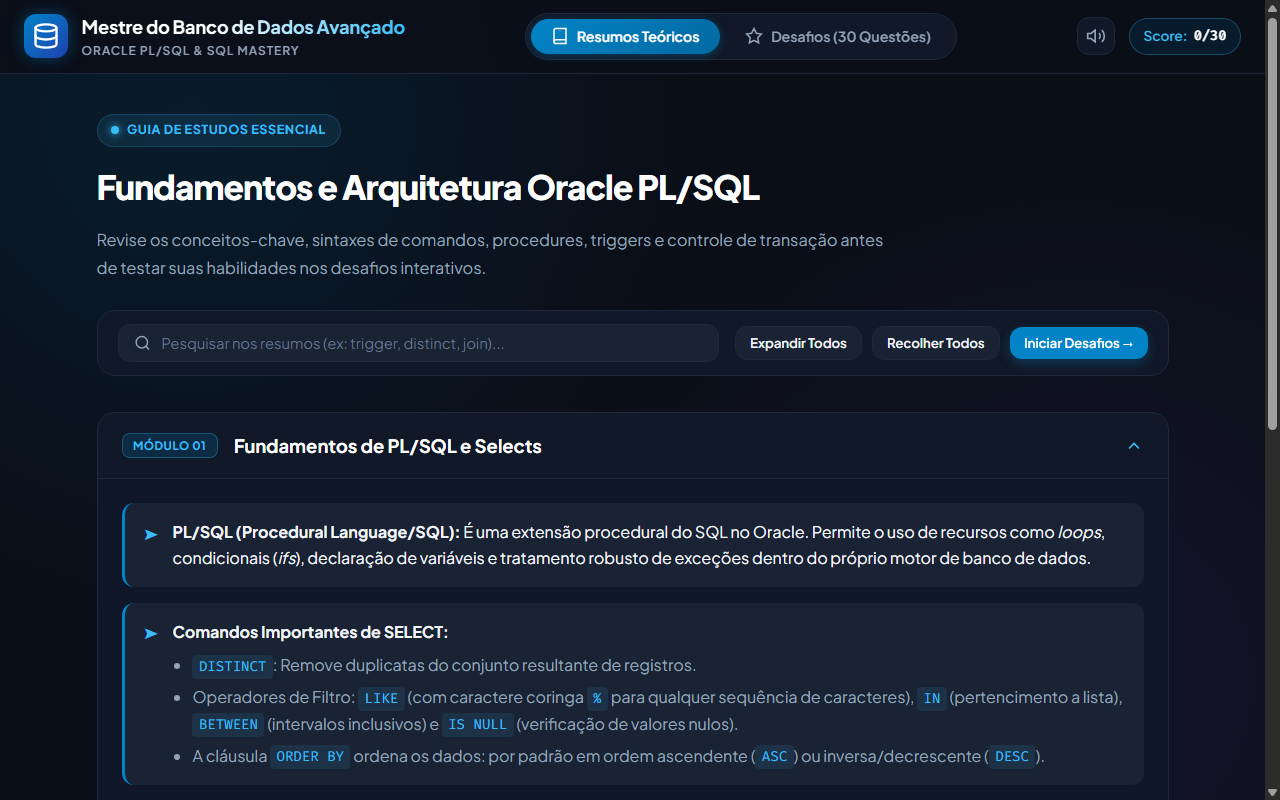 Mestre do Banco de Dados Avançado
ORACLE PL/SQL & SQL MASTERY
Resumos Teóricos
Desafios (30 Questões)
Score: 0/30
GUIA DE ESTUDOS ESSENCIAL
Fundamentos e Arquitetura Oracle PL/SQL
Revise os conceitos-chave, sintaxes de comandos, procedures, triggers e controle de transação antes
de testar suas habilidades nos desafios interativos.
Pesquisar nos resumos (ex: trigger, distinct, join)...
Expandir Todos
Recolher Todos
Iniciar Desafios →
MÓDULO 01
Fundamentos de PL/SQL e Selects
➤ PL/SQL (Procedural Language/SQL): É uma extensão procedural do SQL no Oracle. Permite o uso de recursos como loops,
condicionais (ifs), declaração de variáveis e tratamento robusto de exceções dentro do próprio motor de banco de dados.
➤ Comandos Importantes de SELECT:
• DISTINCT : Remove duplicatas do conjunto resultante de registros.
• Operadores de Filtro: LIKE (com caractere coringa % para qualquer sequência de caracteres), IN (pertencimento a lista),
BETWEEN (intervalos inclusivos) e IS NULL (verificação de valores nulos).
• A cláusula ORDER BY ordena os dados: por padrão em ordem ascendente ( ASC ) ou inversa/decrescente ( DESC ).